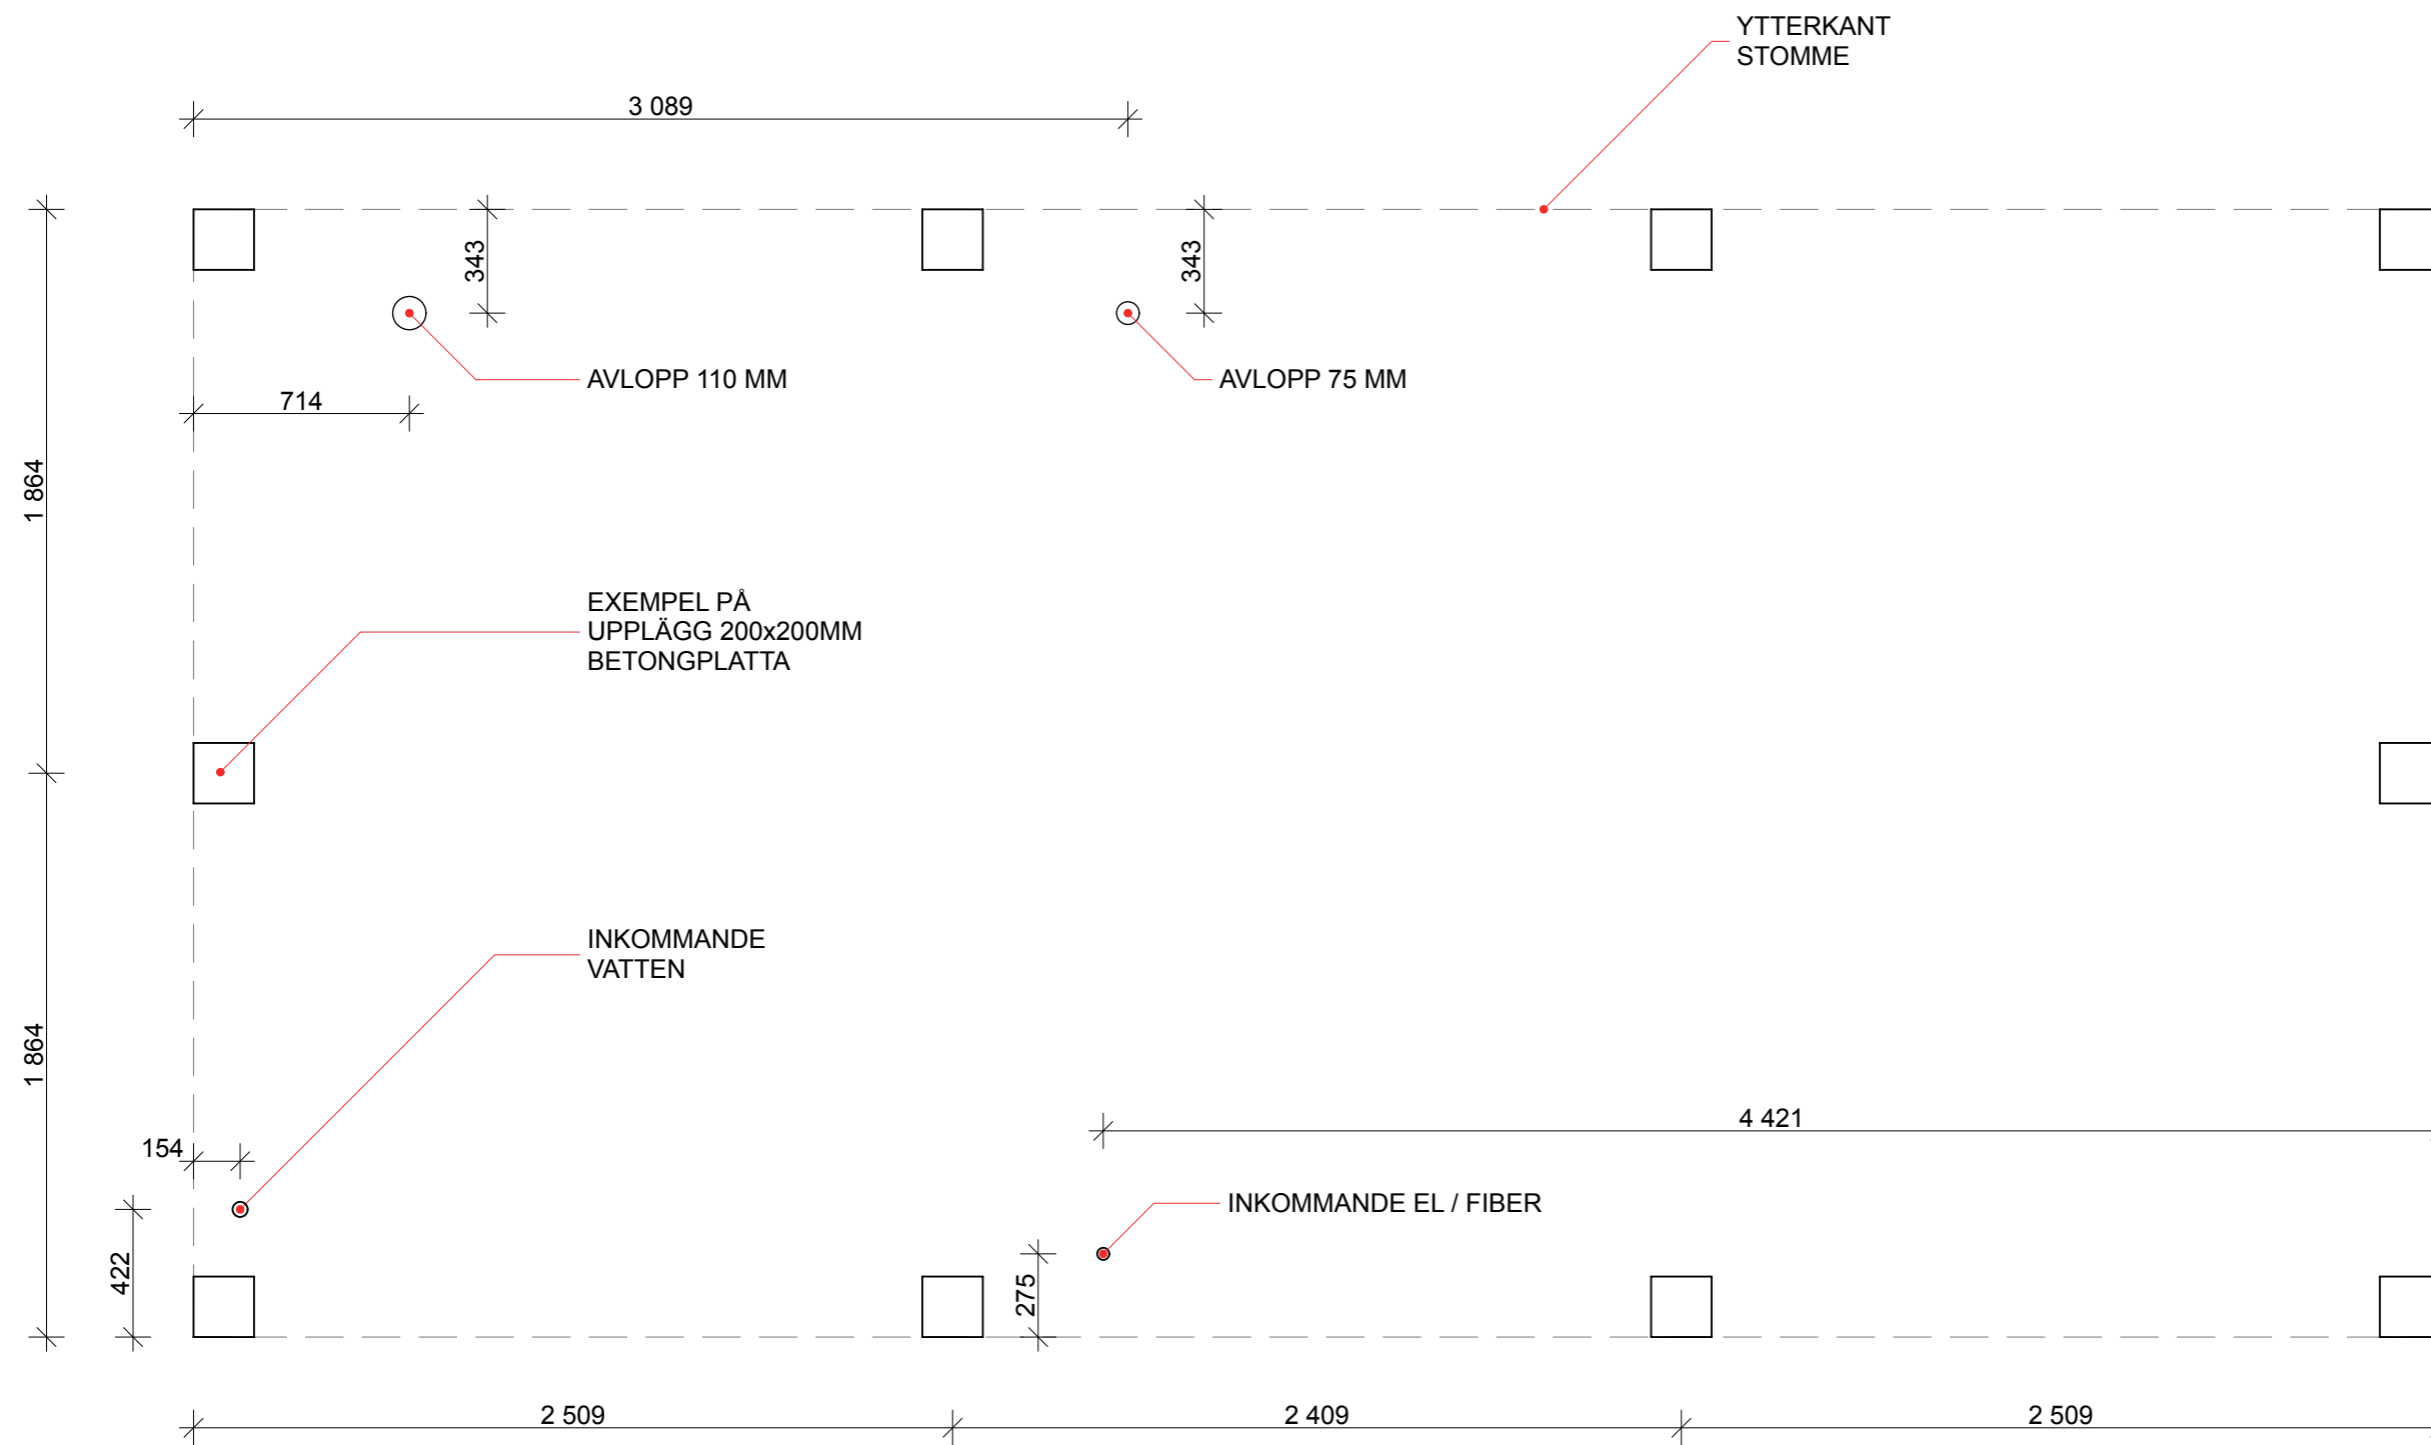 YTTERKANT
STOMME
3 089
343
343
AVLOPP 110 MM
AVLOPP 75 MM
714
1 864
EXEMPEL PÅ
UPPLÄGG 200x200MM
BETONGPLATTA
INKOMMANDE
VATTEN
1 864
4 421
154
INKOMMANDE EL / FIBER
422
275
2 509
2 409
2 509